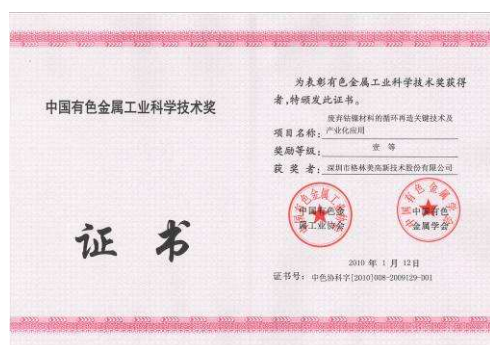 中国有色金属工业科学技术奖
证书
为表彰有色金属工业科学技术奖获得
者,特颁发此证书。
废弃钴镍材料的循环再造关键技术及
项目名称: 产业化应用
奖励等级: 壹 等
获 奖 者: 深圳市格林美高新技术股份有限公司
中国有色金
属工业协会
中国有色
金属学会
2010 年 1 月 12日
证书号: 中色协科字[2010]008-2009129-D01